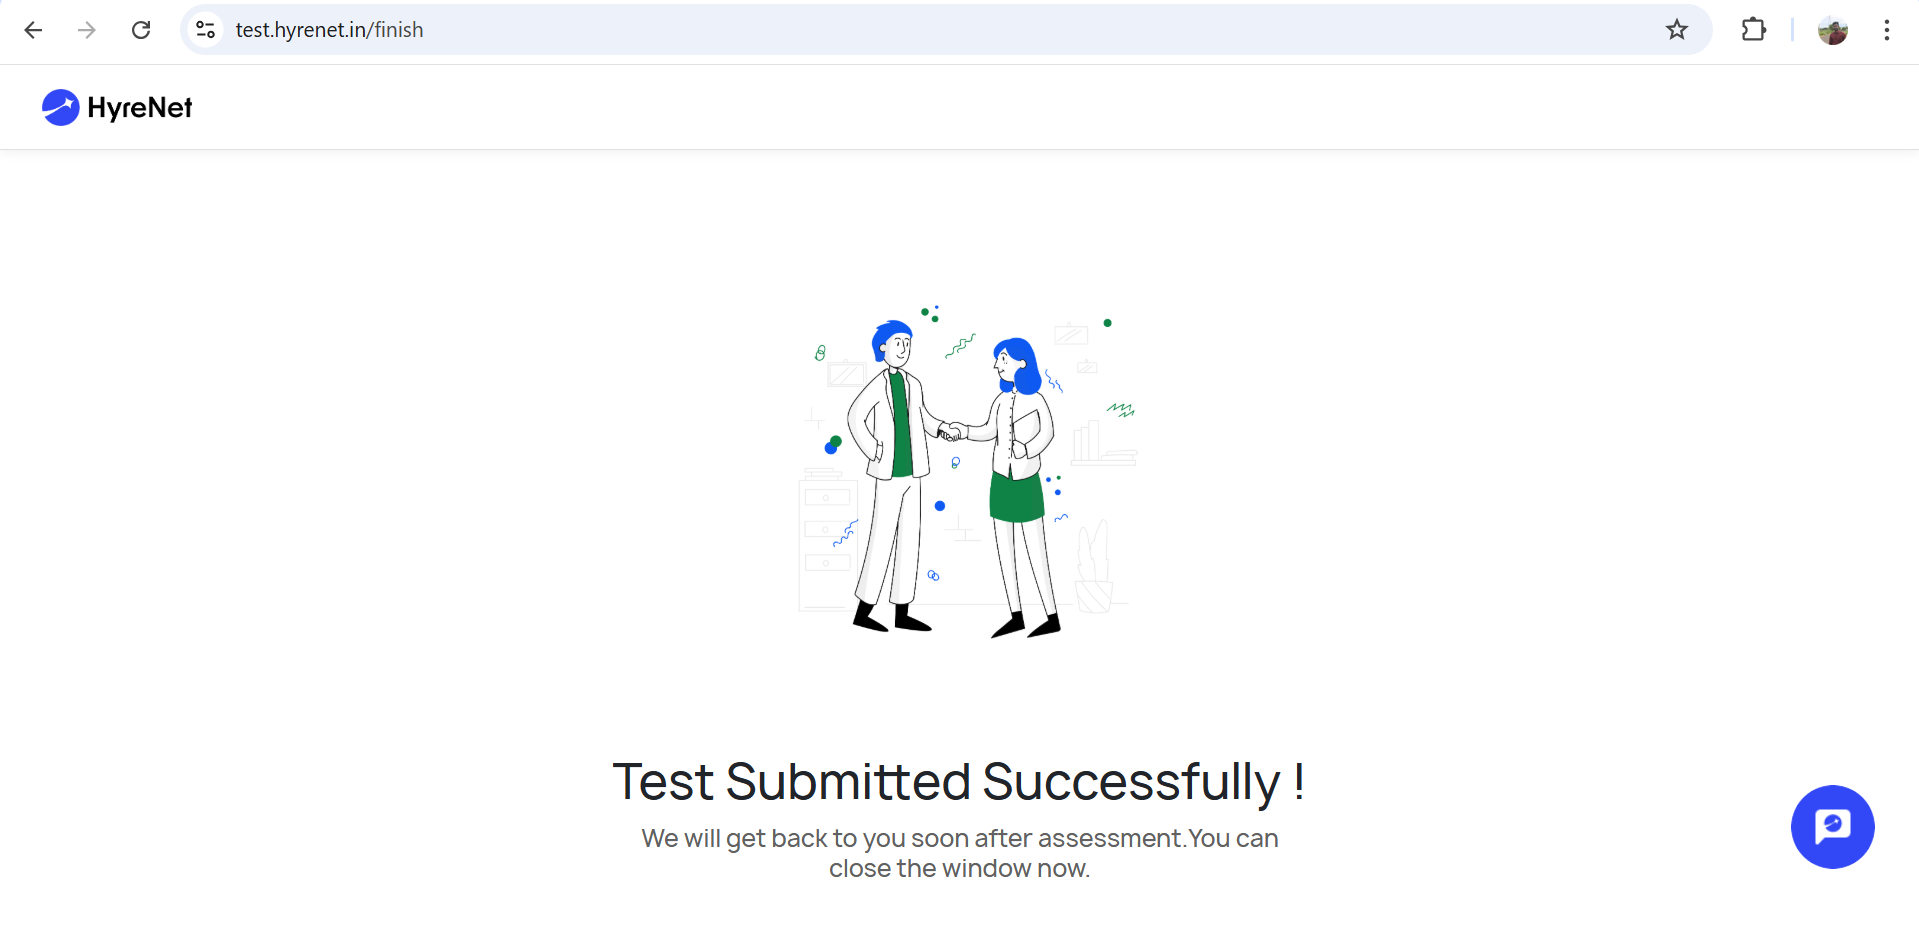 test.hyrenet.in/finish
HyreNet
Test Submitted Successfully !
We will get back to you soon after assessment.You can
close the window now.